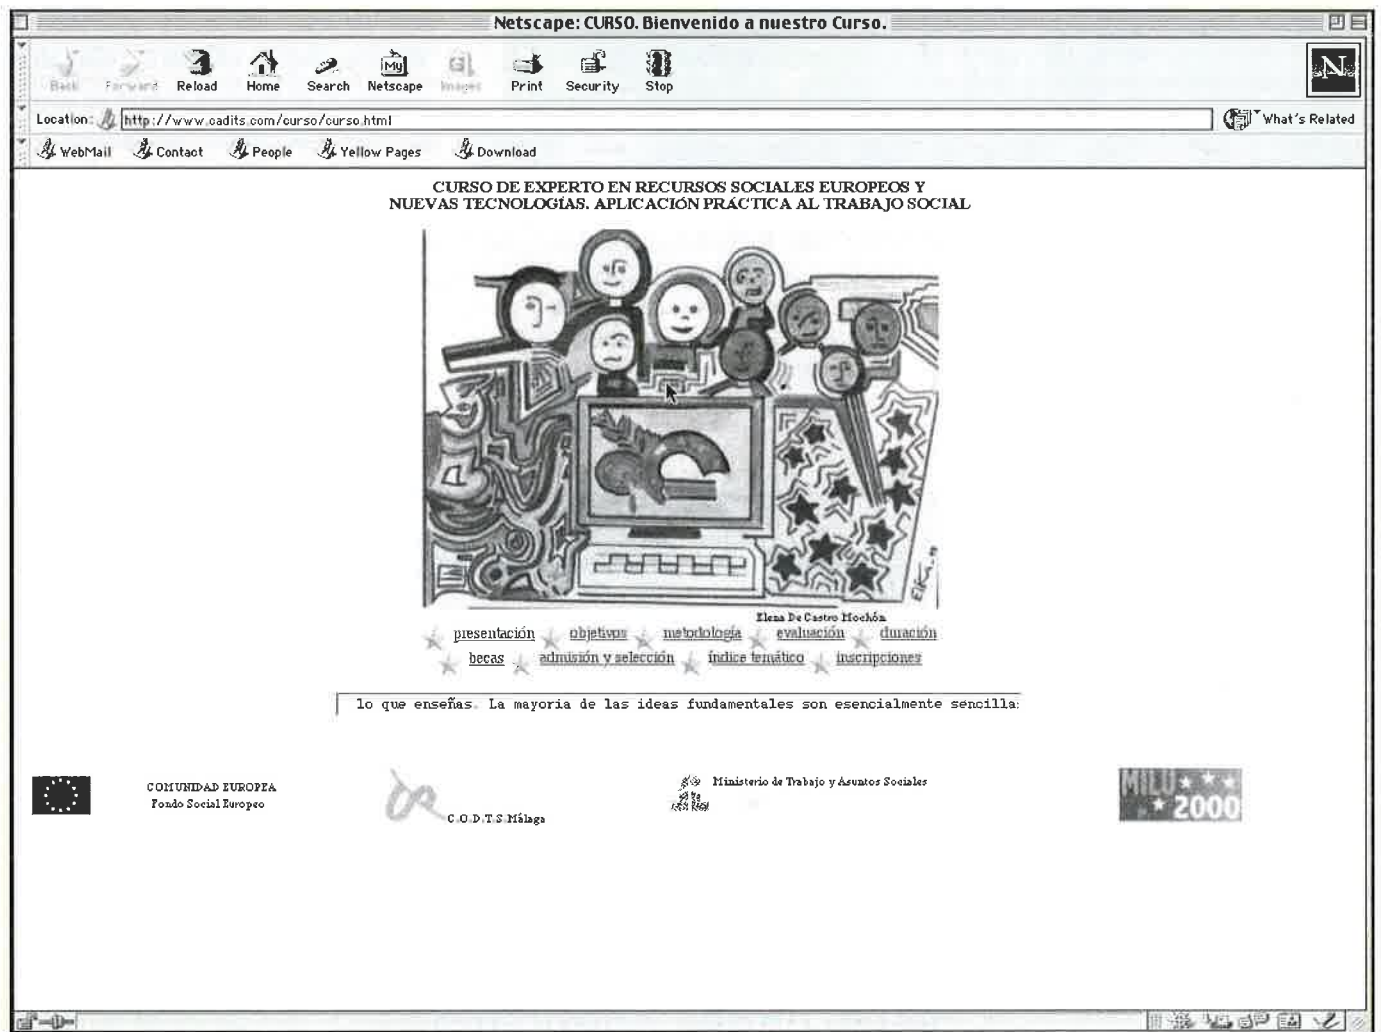 Netscape: CURSO. Bienvenido a nuestro Curso.
Back Forward Reload Home Search Netscape Images Print Security Stop
My
N
Location: http://www.cadits.com/curso/curso.html What's Related
WebMail Contact People Yellow Pages Download
CURSO DE EXPERTO EN RECURSOS SOCIALES EUROPEOS Y
NUEVAS TECNOLOGÍAS. APLICACIÓN PRÁCTICA AL TRABAJO SOCIAL
Elena De Castro Mochón
presentación objetivos metodología evaluación duración
becas admisión y selección índice temático inscripciones
lo que enseñas. La mayoria de las ideas fundamentales son esencialmente sencilla:
COMUNIDAD EUROPEA
Fondo Social Europeo
C.O.D.T.S. Málaga
Ministerio de Trabajo y Asuntos Sociales
MILU
2000